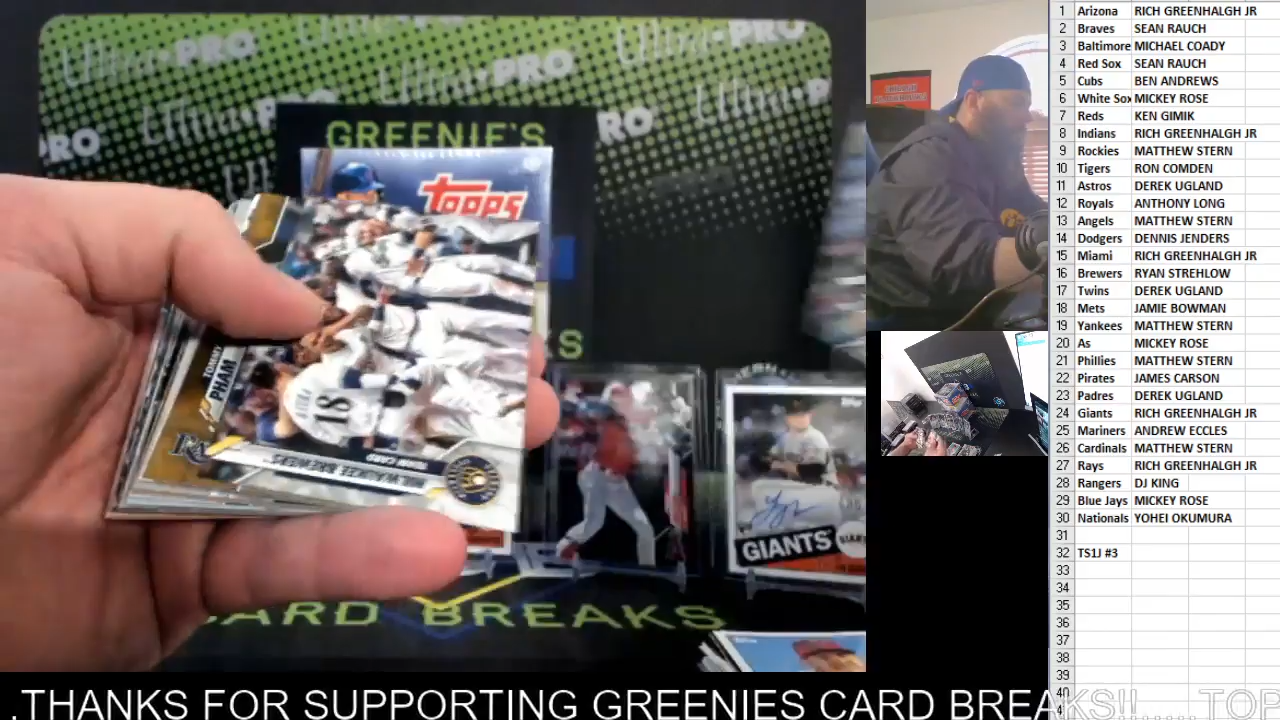 Ultra•PRO
Ultra•PRO
PRO
RO
GREENIE'S
Topps
TOMMY
PHAM
18
MILWAUKEE BREWERS
TEAM CARD
GIANTS
CARD BREAKS
1 Arizona RICH GREENHALGH JR
2 Braves SEAN RAUCH
3 Baltimore MICHAEL COADY
4 Red Sox SEAN RAUCH
5 Cubs BEN ANDREWS
6 White Sox MICKEY ROSE
7 Reds KEN GIMIK
8 Indians RICH GREENHALGH JR
9 Rockies MATTHEW STERN
10 Tigers RON COMDEN
11 Astros DEREK UGLAND
12 Royals ANTHONY LONG
13 Angels MATTHEW STERN
14 Dodgers DENNIS JENDERS
15 Miami RICH GREENHALGH JR
16 Brewers RYAN STREHLOW
17 Twins DEREK UGLAND
18 Mets JAMIE BOWMAN
19 Yankees MATTHEW STERN
20 As MICKEY ROSE
21 Phillies MATTHEW STERN
22 Pirates JAMES CARSON
23 Padres DEREK UGLAND
24 Giants RICH GREENHALGH JR
25 Mariners ANDREW ECCLES
26 Cardinals MATTHEW STERN
27 Rays RICH GREENHALGH JR
28 Rangers DJ KING
29 Blue Jays MICKEY ROSE
30 Nationals YOHEI OKUMURA
31
32 TS1J #3
33
34
35
36
37
38
39
40
.THANKS FOR SUPPORTING GREENIES CARD BREAKS!!..... TOP